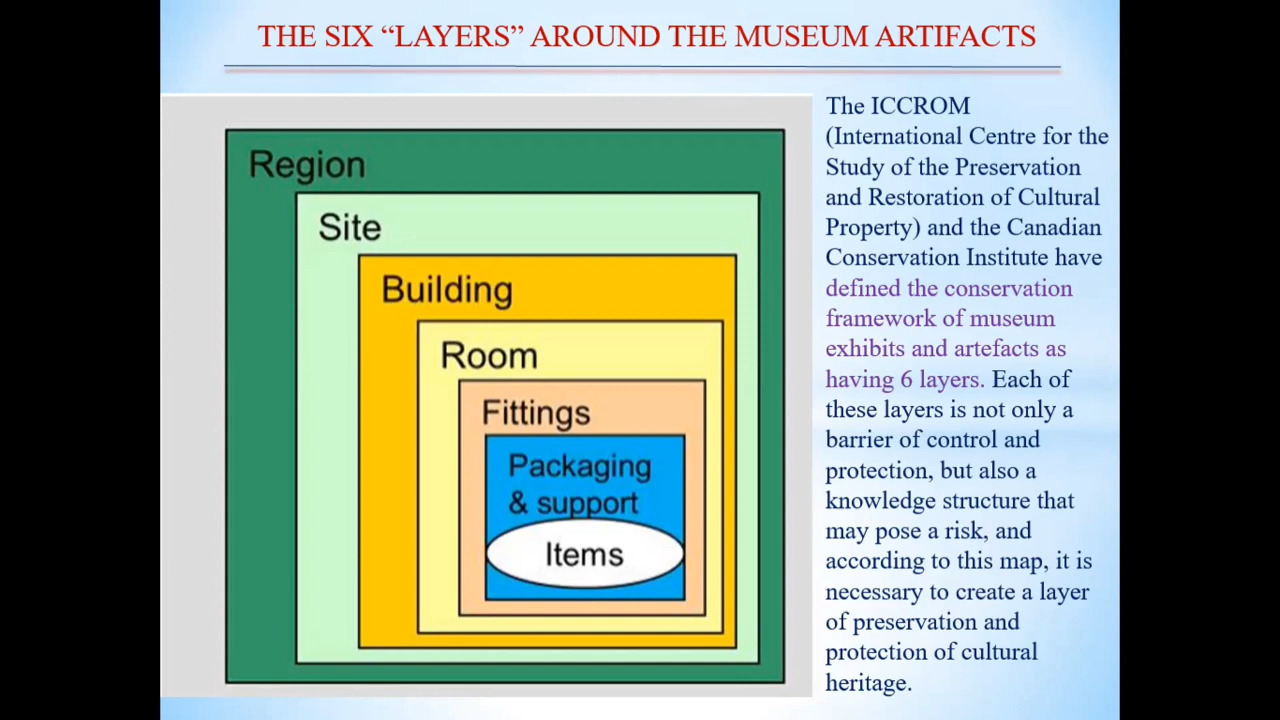 THE SIX “LAYERS” AROUND THE MUSEUM ARTIFACTS
Region
Site
Building
Room
Fittings
Packaging
& support
Items
The ICCROM
(International Centre for the
Study of the Preservation
and Restoration of Cultural
Property) and the Canadian
Conservation Institute have
defined the conservation
framework of museum
exhibits and artefacts as
having 6 layers. Each of
these layers is not only a
barrier of control and
protection, but also a
knowledge structure that
may pose a risk, and
according to this map, it is
necessary to create a layer
of preservation and
protection of cultural
heritage.